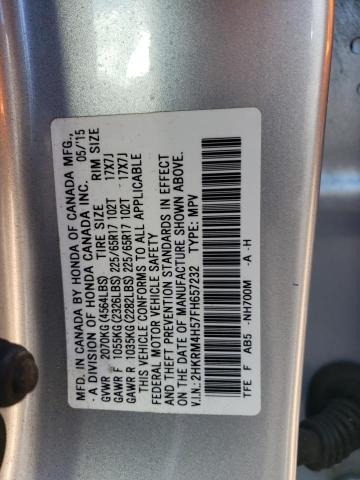 MFD. IN CANADA BY HONDA OF CANADA MFG.,
- A DIVISION OF HONDA CANADA INC. 05/'15
GVWR 2070KG (4564LBS) TIRE SIZE RIM SIZE
GAWR F 1055KG (2326LBS) 225/65R17 102T 17X7J
GAWR R 1035KG (2282LBS) 225/65R17 102T 17X7J
THIS VEHICLE CONFORMS TO ALL APPLICABLE
FEDERAL MOTOR VEHICLE SAFETY
AND THEFT PREVENTION STANDARDS IN EFFECT
ON THE DATE OF MANUFACTURE SHOWN ABOVE.
V.I.N.:2HKRM4H57FH657232 TYPE: MPV
TFE F AB5 -NH700M -A -H